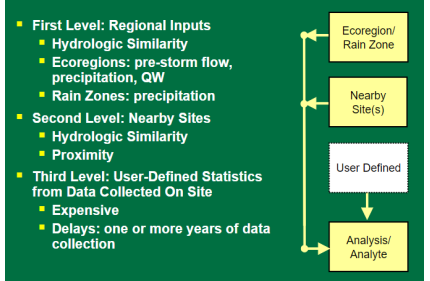 First Level: Regional Inputs
Hydrologic Similarity
Ecoregions: pre-storm flow,
precipitation, QW
Rain Zones: precipitation
Second Level: Nearby Sites
Hydrologic Similarity
Proximity
Third Level: User-Defined Statistics
from Data Collected On Site
Expensive
Delays: one or more years of data
collection
Ecoregion/
Rain Zone
Nearby
Site(s)
User Defined
Analysis/
Analyte